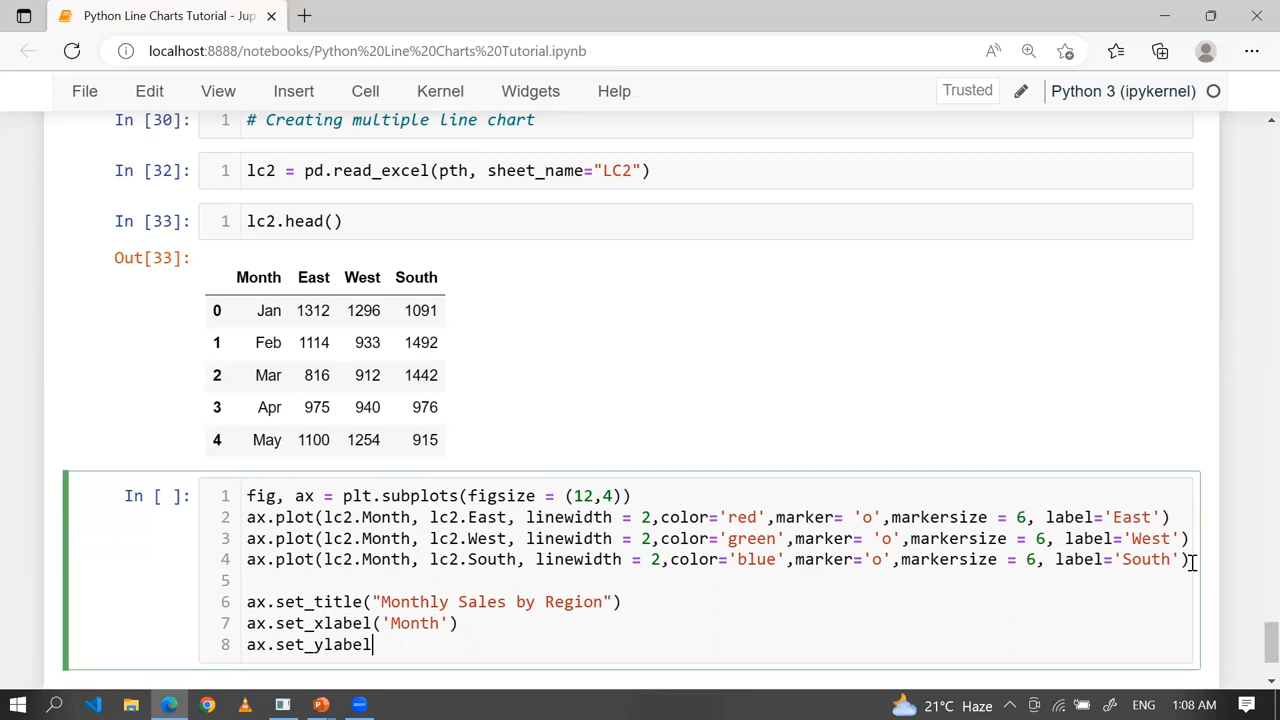 Python Line Charts Tutorial - Jup
localhost:8888/notebooks/Python%20Line%20Charts%20Tutorial.ipynb
File Edit View Insert Cell Kernel Widgets Help Trusted Python 3 (ipykernel)
In [30]: 1 # Creating multiple line chart
In [32]: 1 lc2 = pd.read_excel(pth, sheet_name="LC2")
In [33]: 1 lc2.head()
Out[33]:
Month East West South
0 Jan 1312 1296 1091
1 Feb 1114 933 1492
2 Mar 816 912 1442
3 Apr 975 940 976
4 May 1100 1254 915
In [ ]: 1 fig, ax = plt.subplots(figsize = (12,4))
2 ax.plot(lc2.Month, lc2.East, linewidth = 2,color='red',marker= 'o',markersize = 6, label='East')
3 ax.plot(lc2.Month, lc2.West, linewidth = 2,color='green',marker= 'o',markersize = 6, label='West')
4 ax.plot(lc2.Month, lc2.South, linewidth = 2,color='blue',marker='o',markersize = 6, label='South')
5
6 ax.set_title("Monthly Sales by Region")
7 ax.set_xlabel('Month')
8 ax.set_ylabel
21°C Haze ENG 1:08 AM